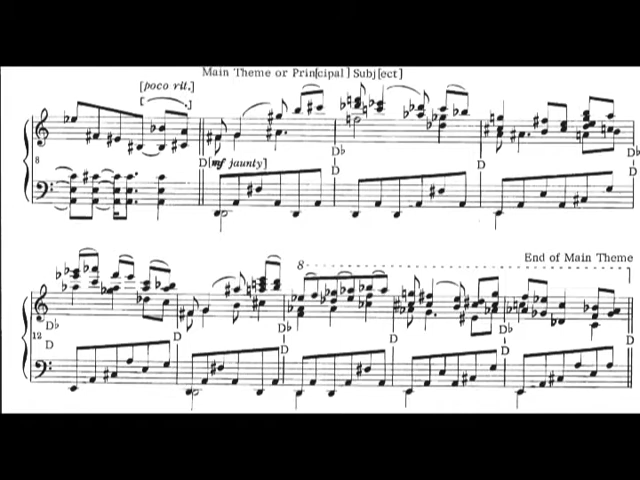 Main Theme or Prin[cipal] Subj[ect]
[poco rit.]
8
D [mf jaunty]
D♭
D
D♭
D
End of Main Theme
8
12
D♭
D
D
D♭
D
D♭
D
D♭
D